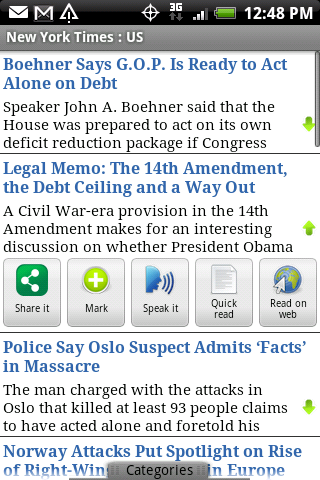 3G
12:48 PM
New York Times : US
Boehner Says G.O.P. Is Ready to Act
Alone on Debt
Speaker John A. Boehner said that the
House was prepared to act on its own
deficit reduction package if Congress
Legal Memo: The 14th Amendment,
the Debt Ceiling and a Way Out
A Civil War-era provision in the 14th
Amendment makes for an interesting
discussion on whether President Obama
Share it
Mark
Speak it
Quick
read
Read on
web
Police Say Oslo Suspect Admits ‘Facts’
in Massacre
The man charged with the attacks in
Oslo that killed at least 93 people claims
to have acted alone and foretold his
Norway Attacks Put Spotlight on Rise
of Right-Wing in Europe
Categories